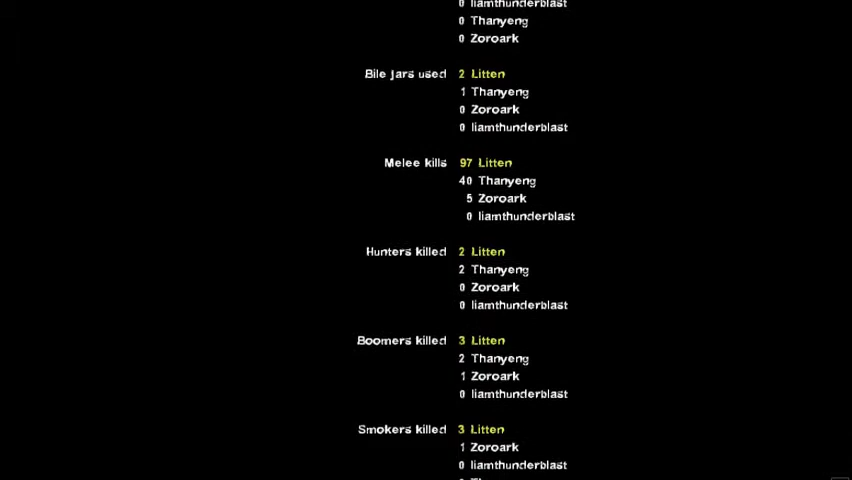 0 liamthunderblast
0 Thanyeng
0 Zoroark
Bile jars used 2 Litten
1 Thanyeng
0 Zoroark
0 liamthunderblast
Melee kills 97 Litten
40 Thanyeng
5 Zoroark
0 liamthunderblast
Hunters killed 2 Litten
2 Thanyeng
0 Zoroark
0 liamthunderblast
Boomers killed 3 Litten
2 Thanyeng
1 Zoroark
0 liamthunderblast
Smokers killed 3 Litten
1 Zoroark
0 liamthunderblast